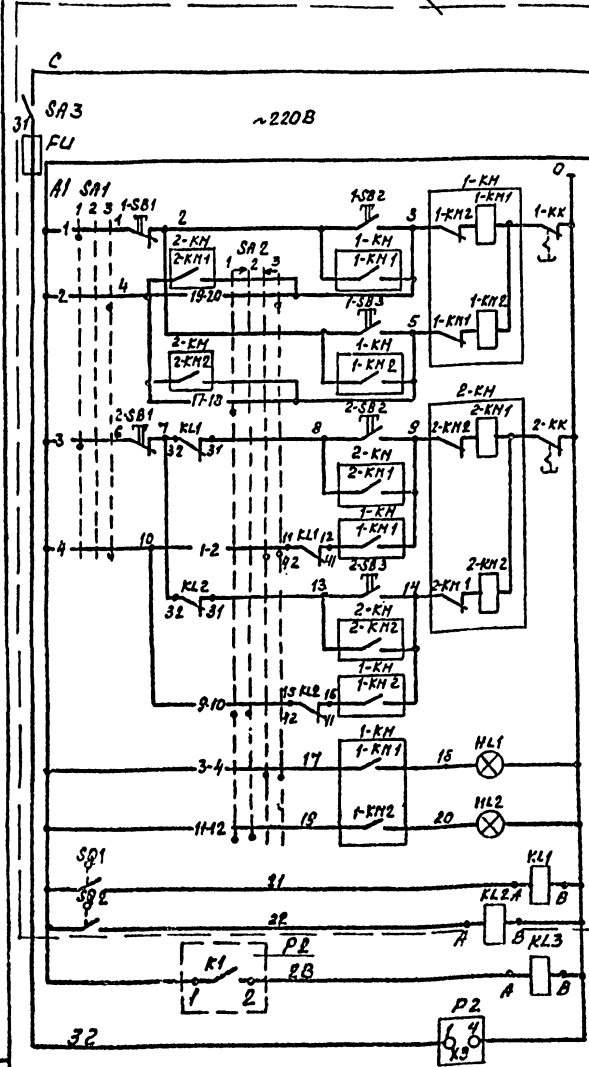 C
SA3
31
~220В
FU
0
A1 SA1
1 2 3
1-SB1
1
1
2
1-SB2
3
1-KM
1-KM2
1-KM1
1-KK
2-KM
2-KM1
SA2
1 2 3
1-KM
1-KM1
2
4
19-20
1-SB3
5
1-KM1
1-KM2
2-KM
2-KM2
1-KM
1-KM2
17-18
2-KM
2-SB1
3
6
7
KL1
32
31
8
2-SB2
9
2-KM2
2-KM1
2-KK
2-KM
2-KM1
1-KM
1-KM1
4
10
1-2
11
KL1
12
42
41
2-SB3
KL2
32
31
13
14
2-KM1
2-KM2
2-KM
2-KM2
1-KM
1-KM2
9-10
15
KL2
16
42
41
1-KM
1-KM1
3-4
17
18
HL1
11-12
19
1-KM2
20
HL2
SQ1
21
KL1
A
B
SQ2
22
KL2
A
B
P2
K1
1
2
23
KL3
A
B
32
P2
1 4
K3